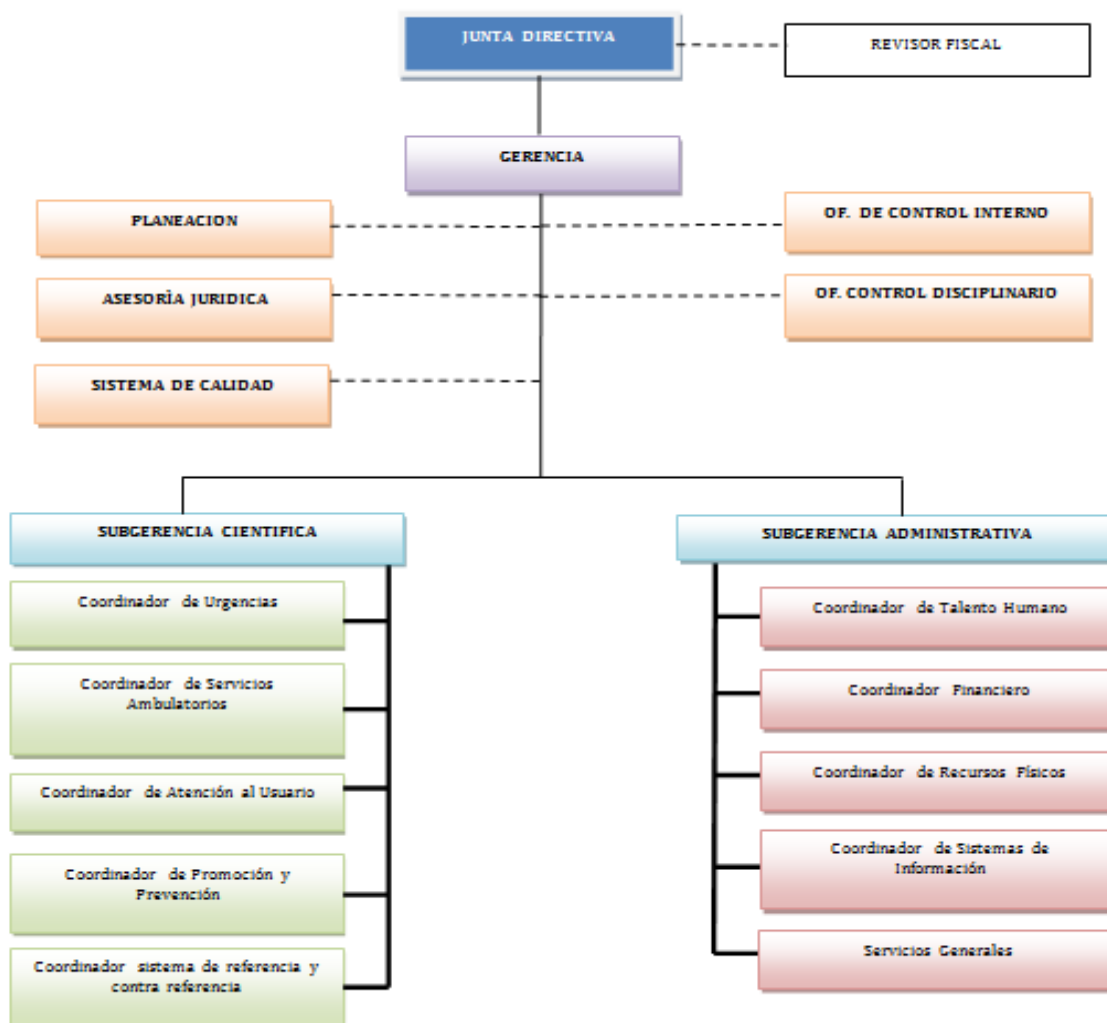 JUNTA DIRECTIVA
REVISOR FISCAL
GERENCIA
PLANEACION
OF. DE CONTROL INTERNO
ASESORÌA JURIDICA
OF. CONTROL DISCIPLINARIO
SISTEMA DE CALIDAD
SUBGERENCIA CIENTIFICA
Coordinador de Urgencias
Coordinador de Servicios
Ambulatorios
Coordinador de Atención al Usuario
Coordinador de Promoción y
Prevención
Coordinador sistema de referencia y
contra referencia
SUBGERENCIA ADMINISTRATIVA
Coordinador de Talento Humano
Coordinador Financiero
Coordinador de Recursos Físicos
Coordinador de Sistemas de
Información
Servicios Generales